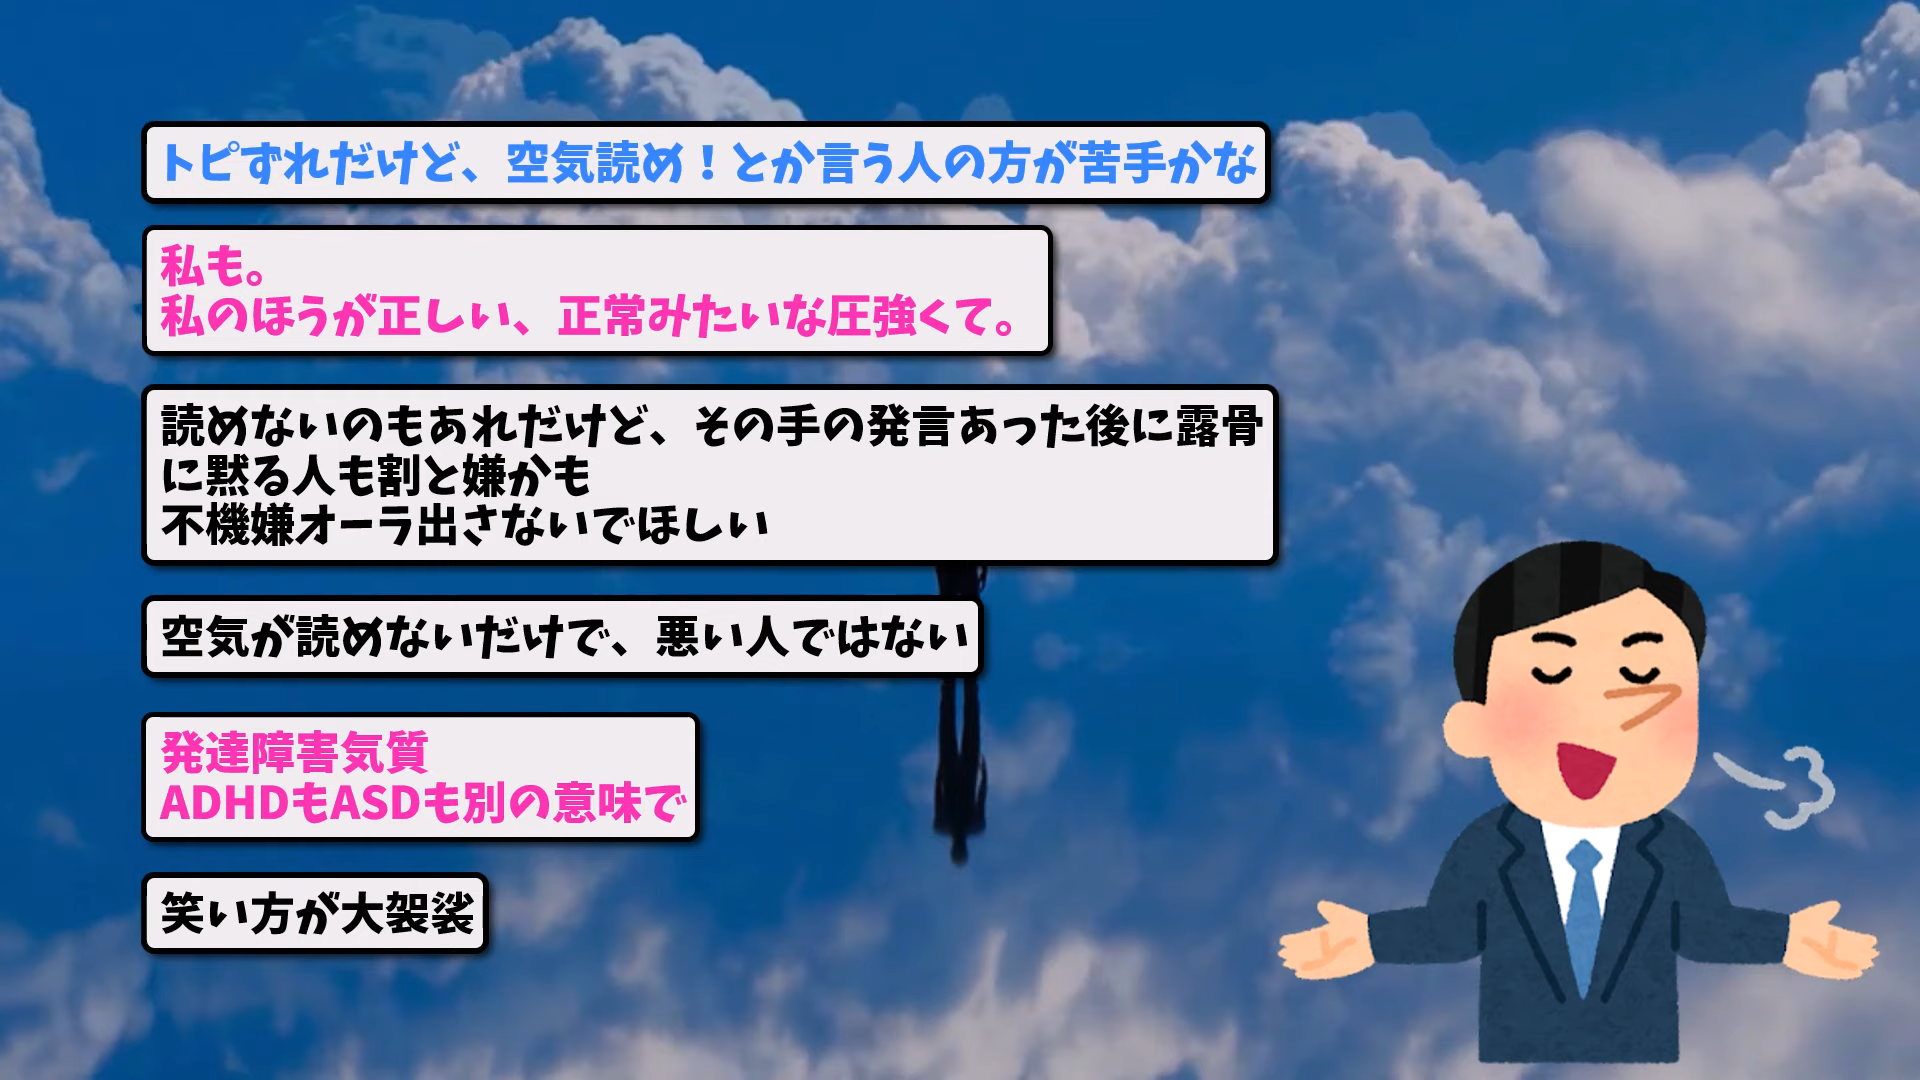 トピずれだけど、空気読め！とか言う人の方が苦手かな
私も。
私のほうが正しい、正常みたいな圧強くて。
読めないのもあれだけど、その手の発言あった後に露骨
に黙る人も割と嫌かも
不機嫌オーラ出さないでほしい
空気が読めないだけで、悪い人ではない
発達障害気質
ADHDもASDも別の意味で
笑い方が大袈裟